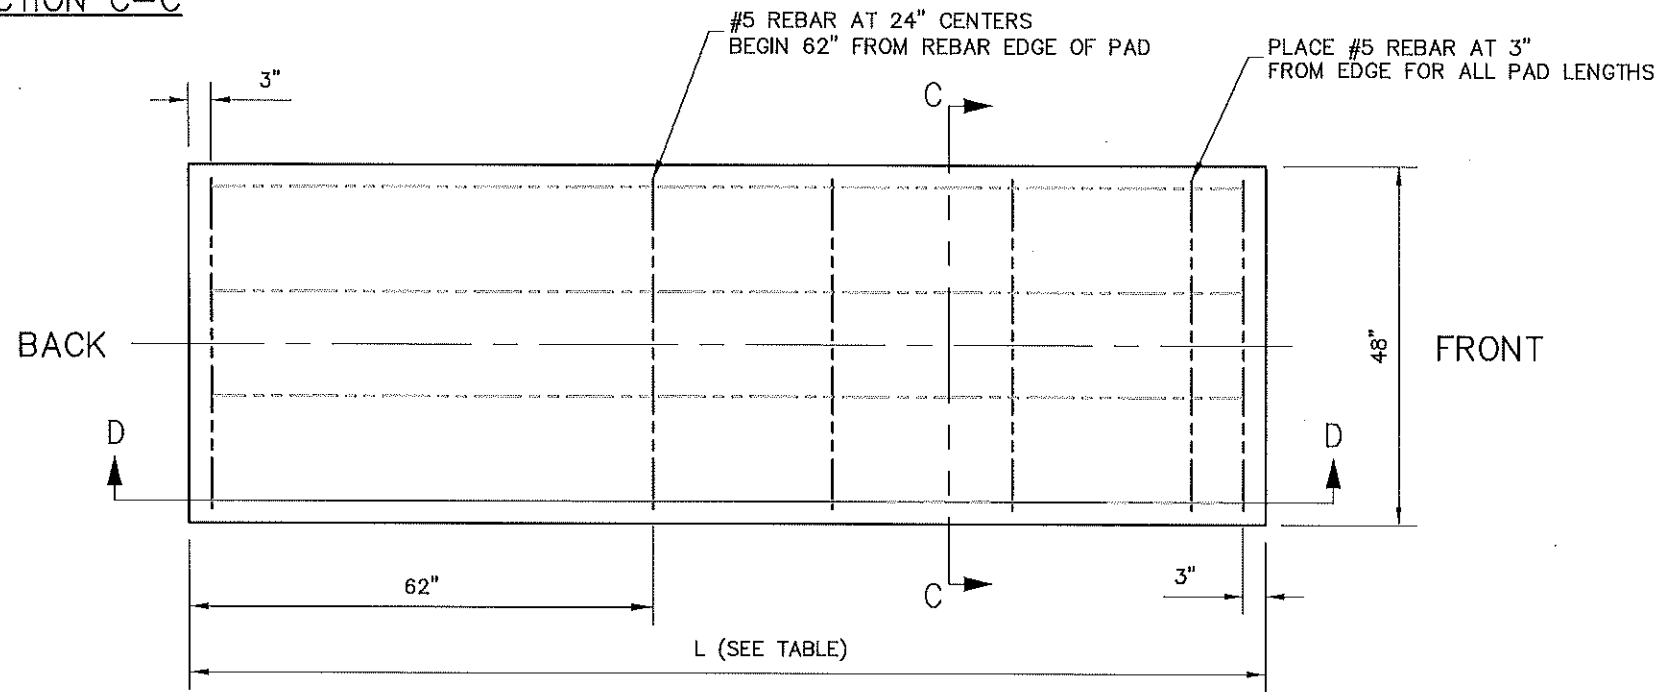 C-C
#5 REBAR AT 24" CENTERS
BEGIN 62" FROM REBAR EDGE OF PAD
PLACE #5 REBAR AT 3"
FROM EDGE FOR ALL PAD LENGTHS
3"
C
BACK
48"
FRONT
D
D
62"
C
3"
L (SEE TABLE)